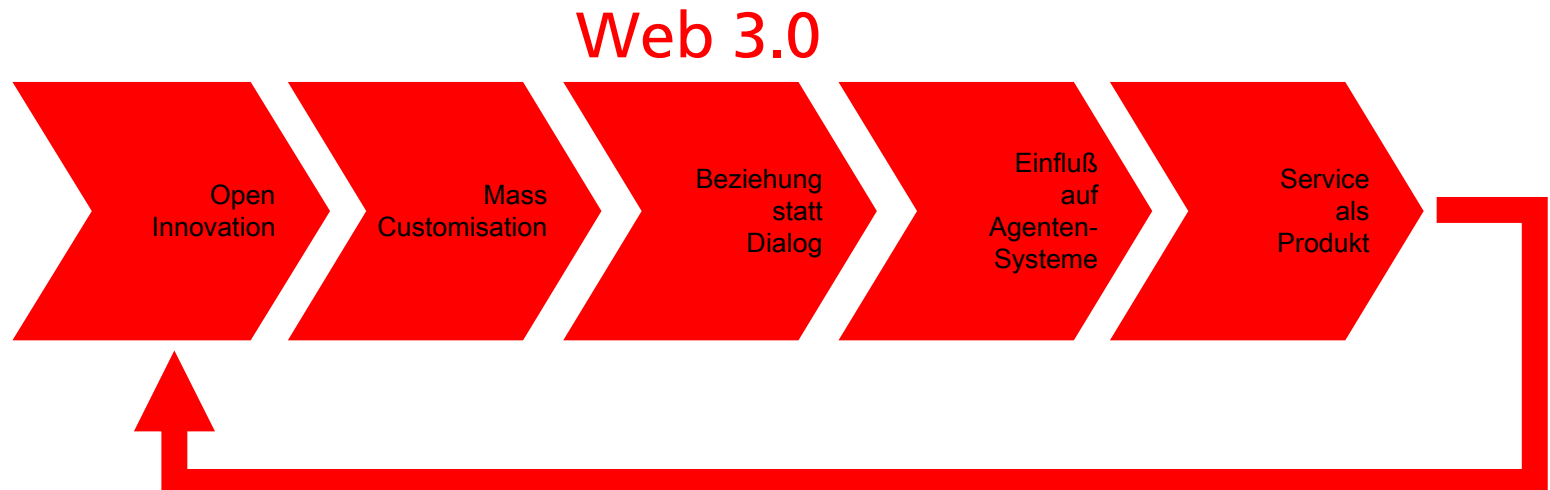 Web 3.0
Open
Innovation
Mass
Customisation
Beziehung
statt
Dialog
Einfluß
auf
Agenten-
Systeme
Service
als
Produkt